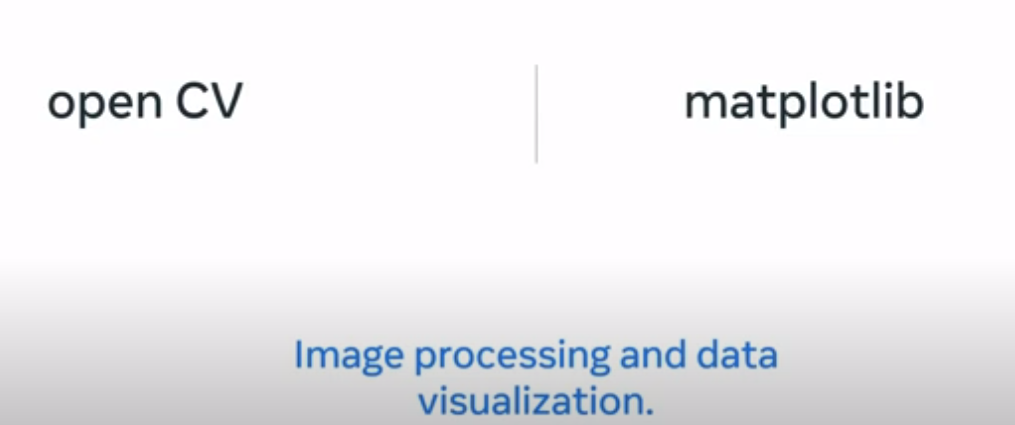 open CV
matplotlib
Image processing and data
visualization.